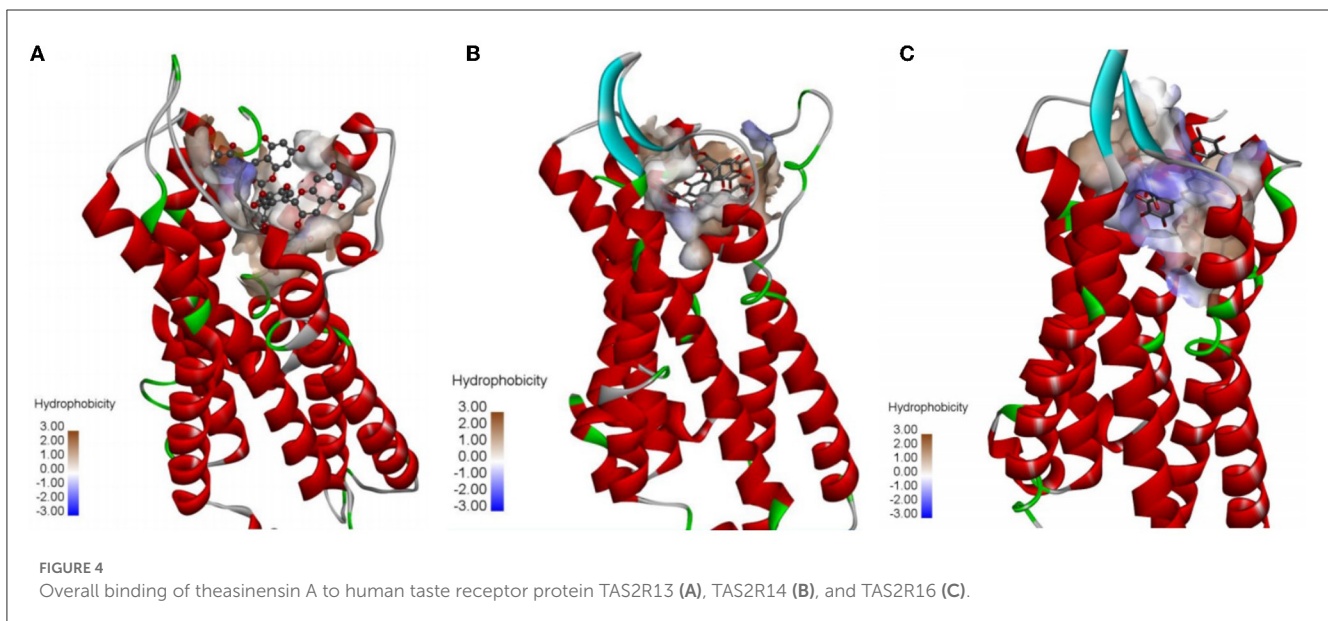 A
B
C
Hydrophobicity
3.00
2.00
1.00
0.00
-1.00
-2.00
-3.00
Hydrophobicity
3.00
2.00
1.00
0.00
-1.00
-2.00
-3.00
Hydrophobicity
3.00
2.00
1.00
0.00
-1.00
-2.00
-3.00
FIGURE 4
Overall binding of theasinensin A to human taste receptor protein TAS2R13 (A), TAS2R14 (B), and TAS2R16 (C).